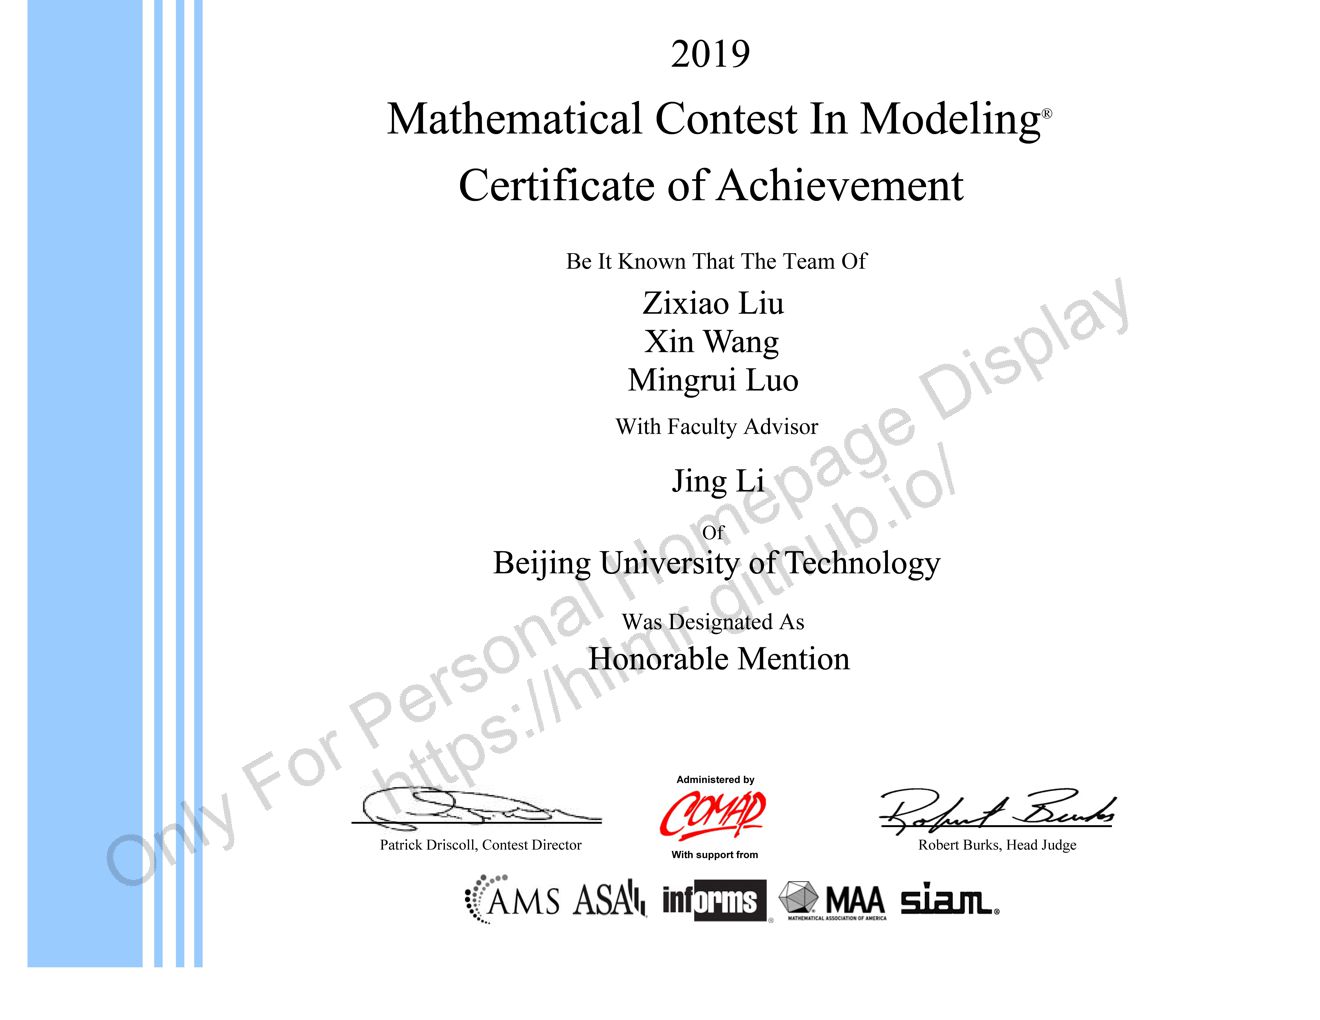 2019
Mathematical Contest In Modeling®
Certificate of Achievement
Be It Known That The Team Of
Zixiao Liu
Xin Wang
Mingrui Luo
With Faculty Advisor
Jing Li
Of
Beijing University of Technology
Was Designated As
Honorable Mention
Only For Personal Homepage Display
https://hilmr.github.io/
Administered by
COMAP
Patrick Driscoll, Contest Director
With support from
Robert Burks
Robert Burks, Head Judge
AMS ASA informs® MAA siam®
MATHEMATICAL ASSOCIATION OF AMERICA